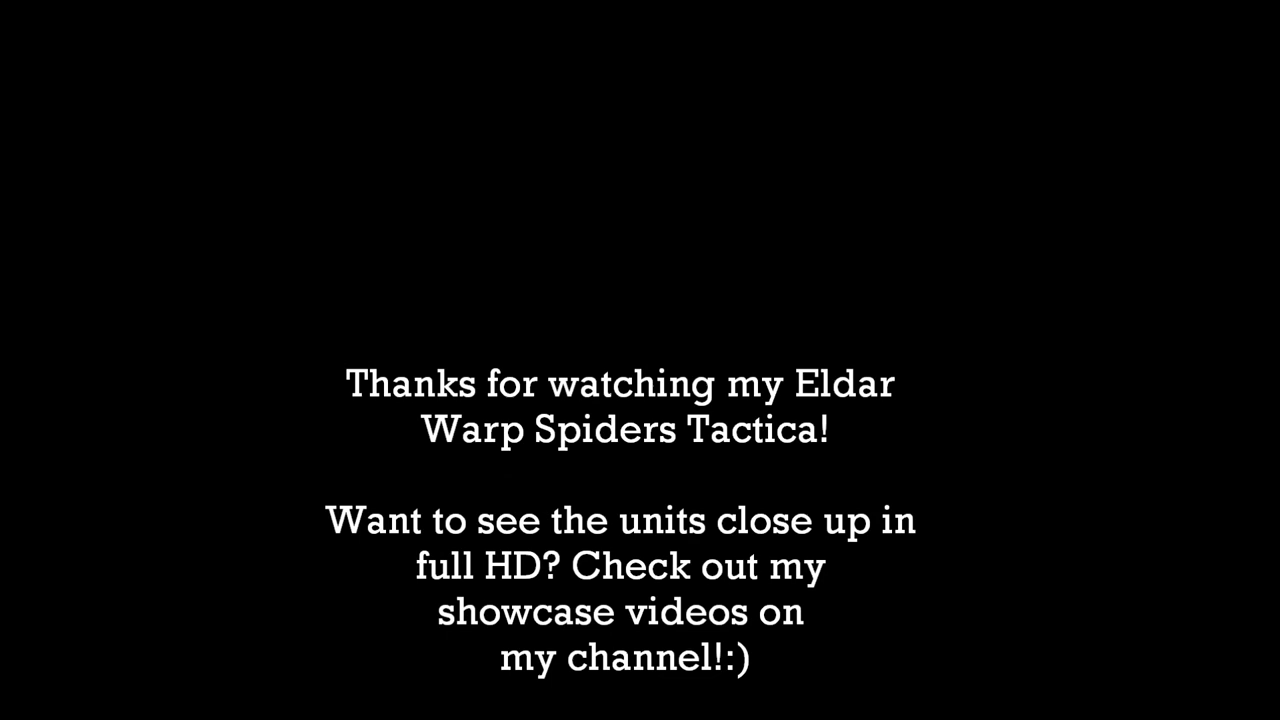 Thanks for watching my Eldar
Warp Spiders Tactica!
Want to see the units close up in
full HD? Check out my
showcase videos on
my channel!:)